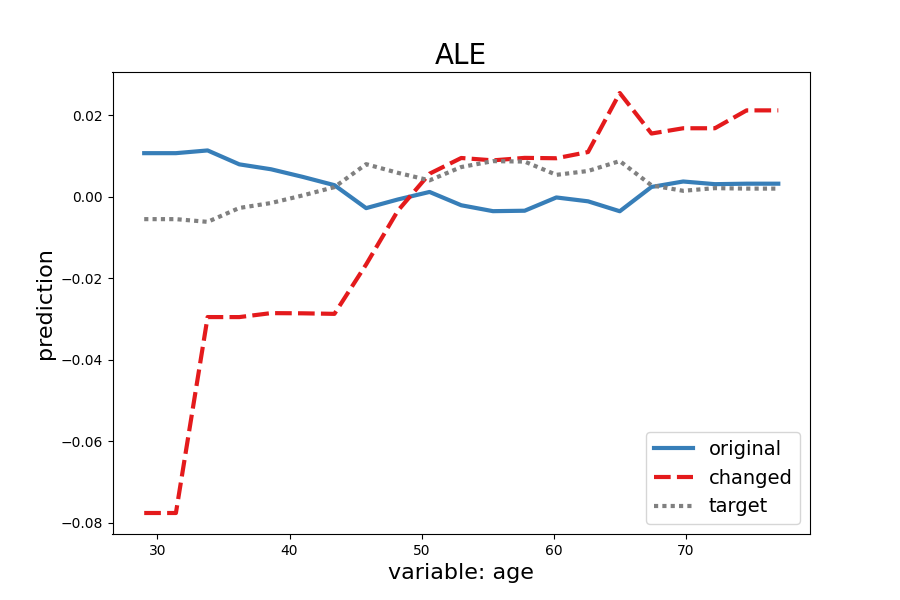 ALE
prediction
0.02
0.00
−0.02
−0.04
−0.06
−0.08
30
40
50
60
70
variable: age
original
changed
target